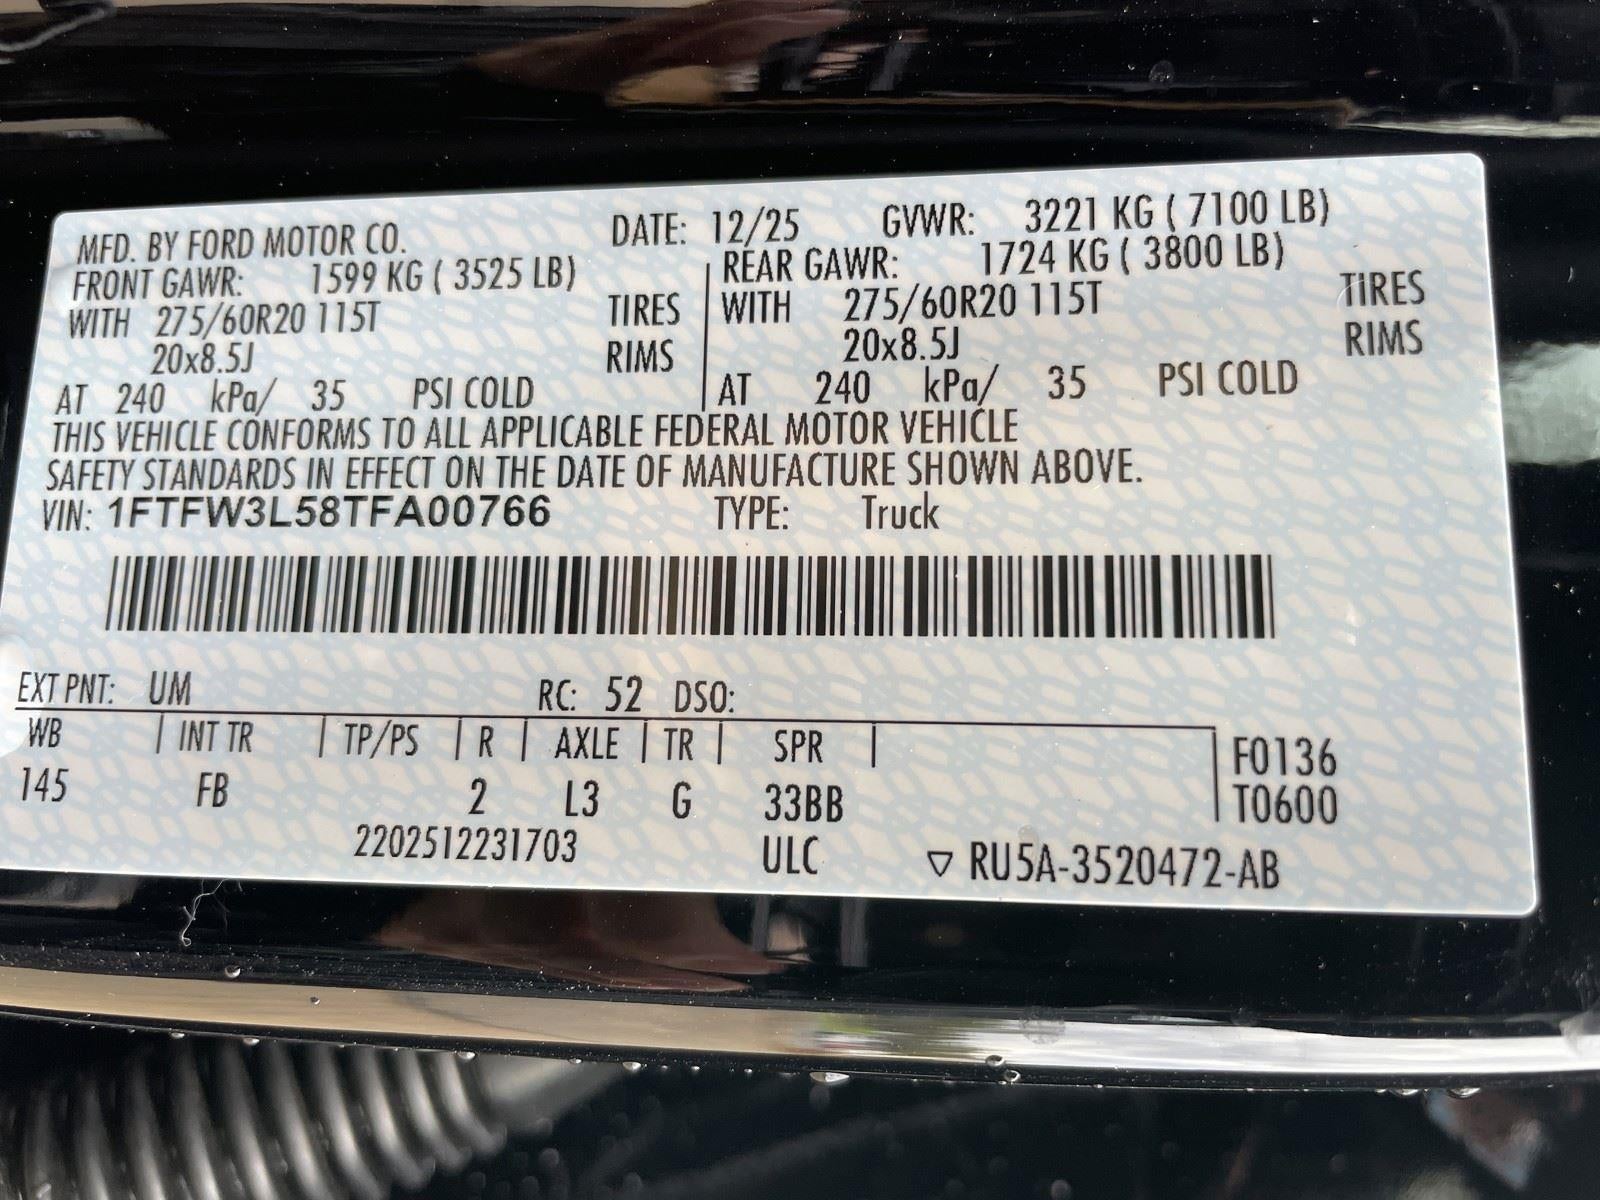 MFD. BY FORD MOTOR CO. DATE: 12/25 GVWR: 3221 KG ( 7100 LB)
FRONT GAWR: 1599 KG ( 3525 LB) REAR GAWR: 1724 KG ( 3800 LB)
WITH 275/60R20 115T TIRES WITH 275/60R20 115T TIRES
20x8.5J RIMS 20x8.5J RIMS
AT 240 kPa/ 35 PSI COLD AT 240 kPa/ 35 PSI COLD
THIS VEHICLE CONFORMS TO ALL APPLICABLE FEDERAL MOTOR VEHICLE
SAFETY STANDARDS IN EFFECT ON THE DATE OF MANUFACTURE SHOWN ABOVE.
VIN: 1FTFW3L58TFA00766 TYPE: Truck
EXT PNT: UM RC: 52 DSO:
WB INT TR TP/PS R AXLE TR SPR F0136
145 FB 2 L3 G 33BB T0600
2202512231703 ULC ▽ RU5A-3520472-AB